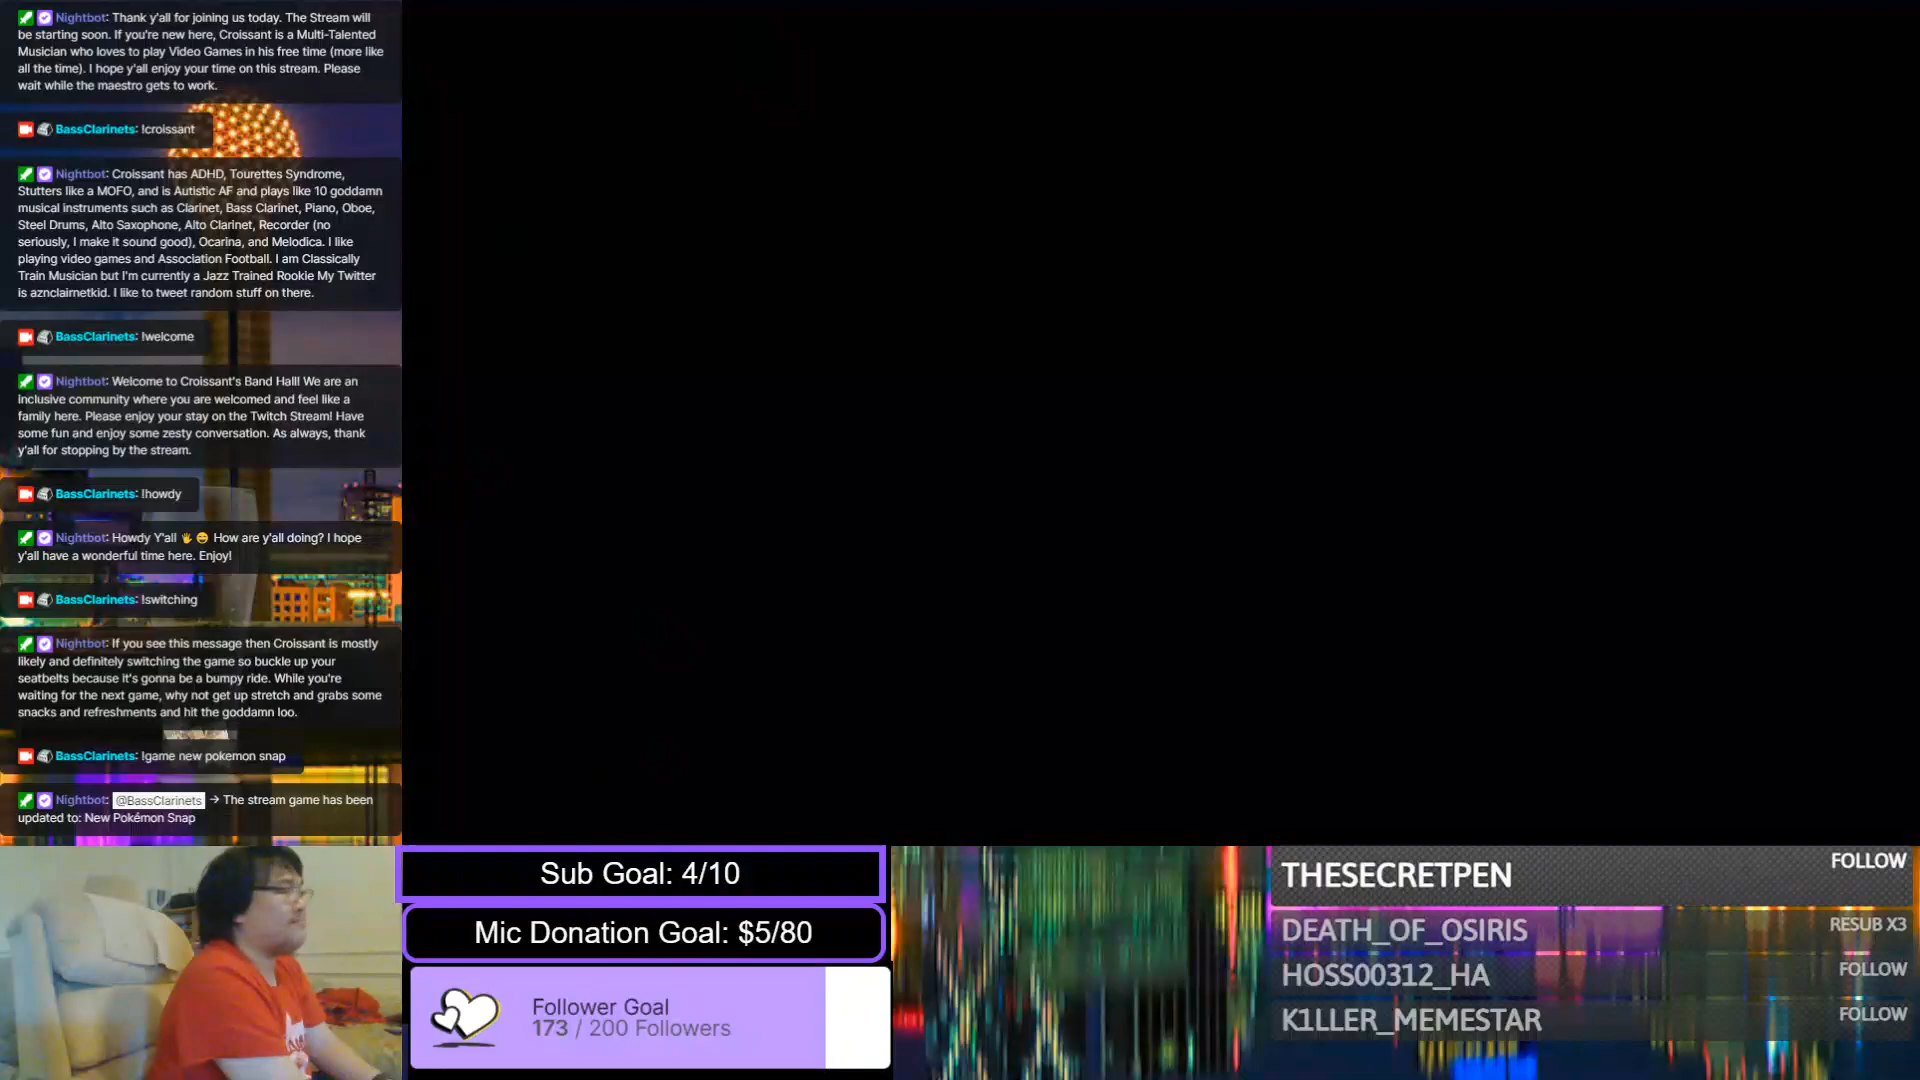 Nightbot: Thank y'all for joining us today. The Stream will
be starting soon. If you're new here, Croissant is a Multi-Talented
Musician who loves to play Video Games in his free time (more like
all the time). I hope y'all enjoy your time on this stream. Please
wait while the maestro gets to work.
BassClarinets: !croissant
Nightbot: Croissant has ADHD, Tourettes Syndrome,
Stutters like a MOFO, and is Autistic AF and plays like 10 goddamn
musical instruments such as Clarinet, Bass Clarinet, Piano, Oboe,
Steel Drums, Alto Saxophone, Alto Clarinet, Recorder (no
seriously, I make it sound good), Ocarina, and Melodica. I like
playing video games and Association Football. I am Classically
Train Musician but I'm currently a Jazz Trained Rookie My Twitter
is aznclairnetkid. I like to tweet random stuff on there.
BassClarinets: !welcome
Nightbot: Welcome to Croissant's Band Hall! We are an
Inclusive community where you are welcomed and feel like a
family here. Please enjoy your stay on the Twitch Stream! Have
some fun and enjoy some zesty conversation. As always, thank
y'all for stopping by the stream.
BassClarinets: !howdy
Nightbot: Howdy Y'all 🖐 😄 How are y'all doing? I hope
y'all have a wonderful time here. Enjoy!
BassClarinets: !switching
Nightbot: If you see this message then Croissant is mostly
likely and definitely switching the game so buckle up your
seatbelts because it's gonna be a bumpy ride. While you're
waiting for the next game, why not get up stretch and grabs some
snacks and refreshments and hit the goddamn loo.
BassClarinets: !game new pokemon snap
Nightbot: @BassClarinets → The stream game has been
updated to: New Pokémon Snap
Sub Goal: 4/10
Mic Donation Goal: $5/80
Follower Goal
173 / 200 Followers
THESECRETPEN FOLLOW
DEATH_OF_OSIRIS RESUB X3
HOSS00312_HA FOLLOW
K1LLER_MEMESTAR FOLLOW